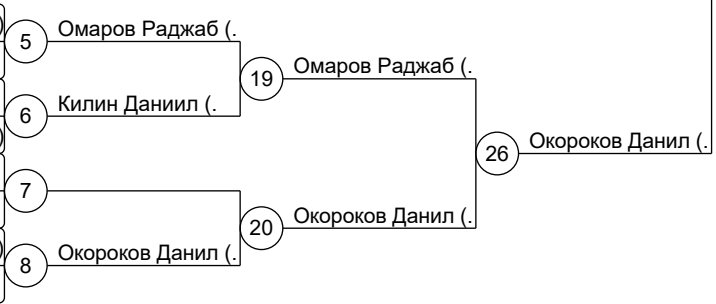 5
Омаров Раджаб (.
19
Омаров Раджаб (.
6
Килин Даниил (.
26
Окороков Данил (.
7
20
Окороков Данил (.
8
Окороков Данил (.